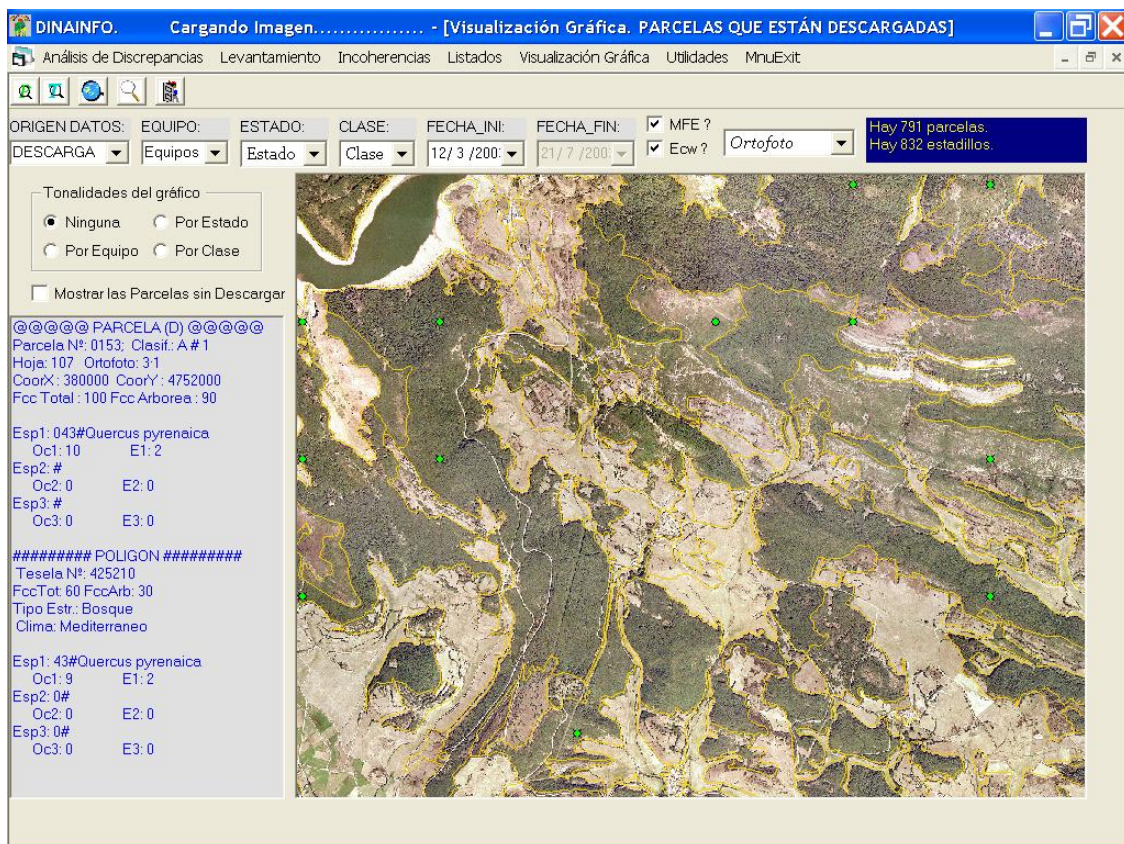 DINAINFO. Cargando Imagen................. - [Visualización Gráfica. PARCELAS QUE ESTÁN DESCARGADAS]
Análisis de Discrepancias Levantamiento Incoherencias Listados Visualización Gráfica Utilidades MnuExit
ORIGEN DATOS: EQUIPO: ESTADO: CLASE: FECHA_INI: FECHA_FIN: MFE ?
DESCARGA Equipos Estado Clase 12/ 3 /200 21/ 7 /200 Ecw ? Ortofoto
Hay 791 parcelas.
Hay 832 estadillos.
Tonalidades del gráfico
Ninguna Por Estado
Por Equipo Por Clase
Mostrar las Parcelas sin Descargar
@@@@@ PARCELA (D) @@@@@
Parcela Nº: 0153; Clasif.: A # 1
Hoja: 107 Ortofoto: 3·1
CoorX : 380000 CoorY : 4752000
Fcc Total : 100 Fcc Arborea : 90
Esp1: 043#Quercus pyrenaica
Oc1: 10 E1: 2
Esp2: #
Oc2: 0 E2: 0
Esp3: #
Oc3: 0 E3: 0
######### POLIGON #########
Tesela Nº: 425210
FccTot: 60 FccArb: 30
Tipo Estr.: Bosque
Clima: Mediterraneo
Esp1: 43#Quercus pyrenaica
Oc1: 9 E1: 2
Esp2: 0#
Oc2: 0 E2: 0
Esp3: 0#
Oc3: 0 E3: 0